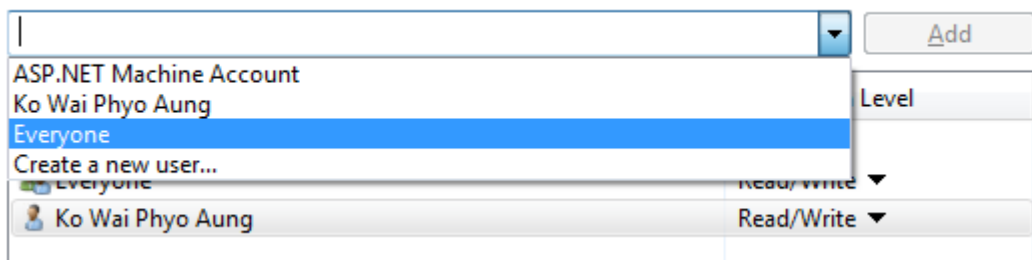 Add
ASP.NET Machine Account
Ko Wai Phyo Aung
Level
Everyone
Create a new user...
Everyone Read/Write
Ko Wai Phyo Aung Read/Write